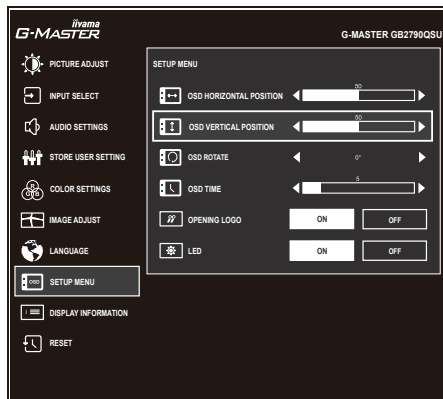 iiyama
G-MASTER
G-MASTER GB2790QSU
PICTURE ADJUST
INPUT SELECT
AUDIO SETTINGS
STORE USER SETTING
R
G B
COLOR SETTINGS
IMAGE ADJUST
LANGUAGE
OSD
SETUP MENU
i
DISPLAY INFORMATION
RESET
SETUP MENU
OSD HORIZONTAL POSITION
50
OSD VERTICAL POSITION
50
OSD ROTATE
0°
OSD TIME
5
OPENING LOGO
ON
OFF
LED
ON
OFF